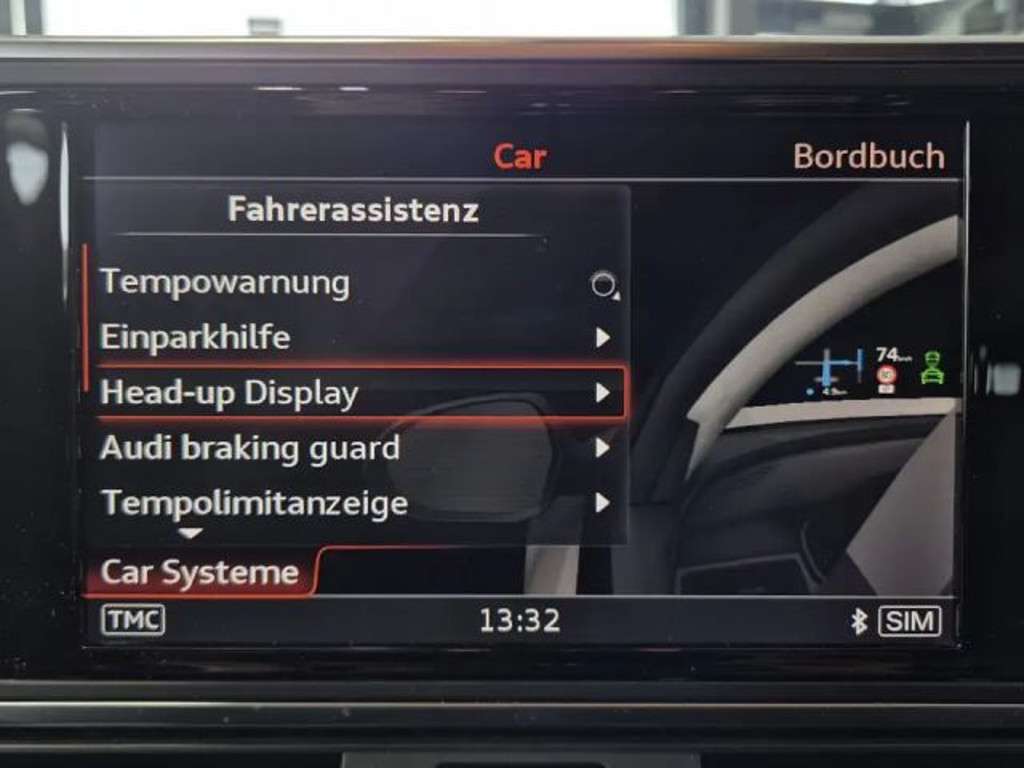 Car
Bordbuch
Fahrerassistenz
Tempowarnung
Einparkhilfe
Head-up Display
74
Audi braking guard
Tempolimitanzeige
Car Systeme
TMC
13:32
SIM